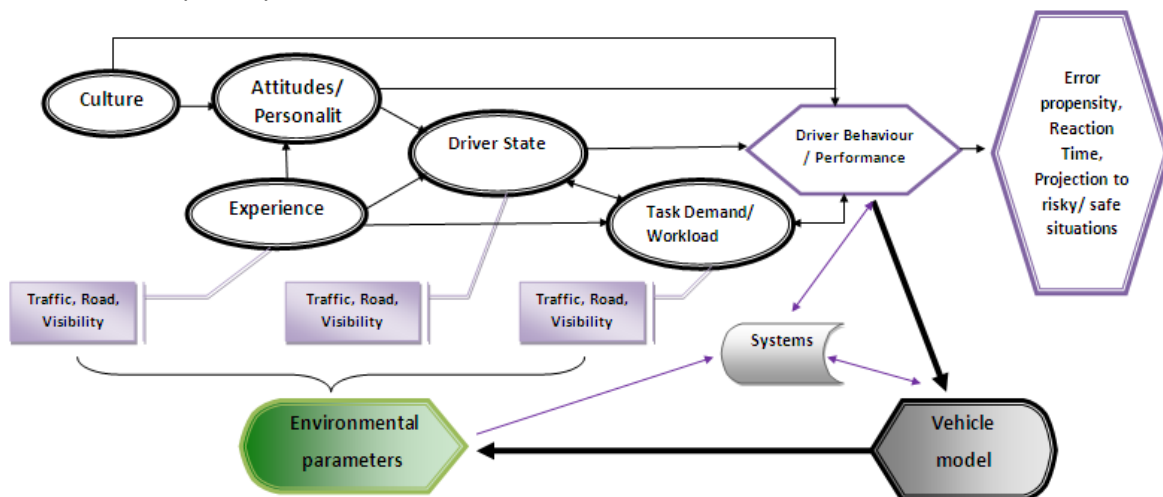 Culture
Attitudes/
Personalit
Driver State
Experience
Task Demand/
Workload
Driver Behaviour
/ Performance
Error
propensity,
Reaction
Time,
Projection to
risky/ safe
situations
Traffic, Road,
Visibility
Traffic, Road,
Visibility
Traffic, Road,
Visibility
Systems
Environmental
parameters
Vehicle
model